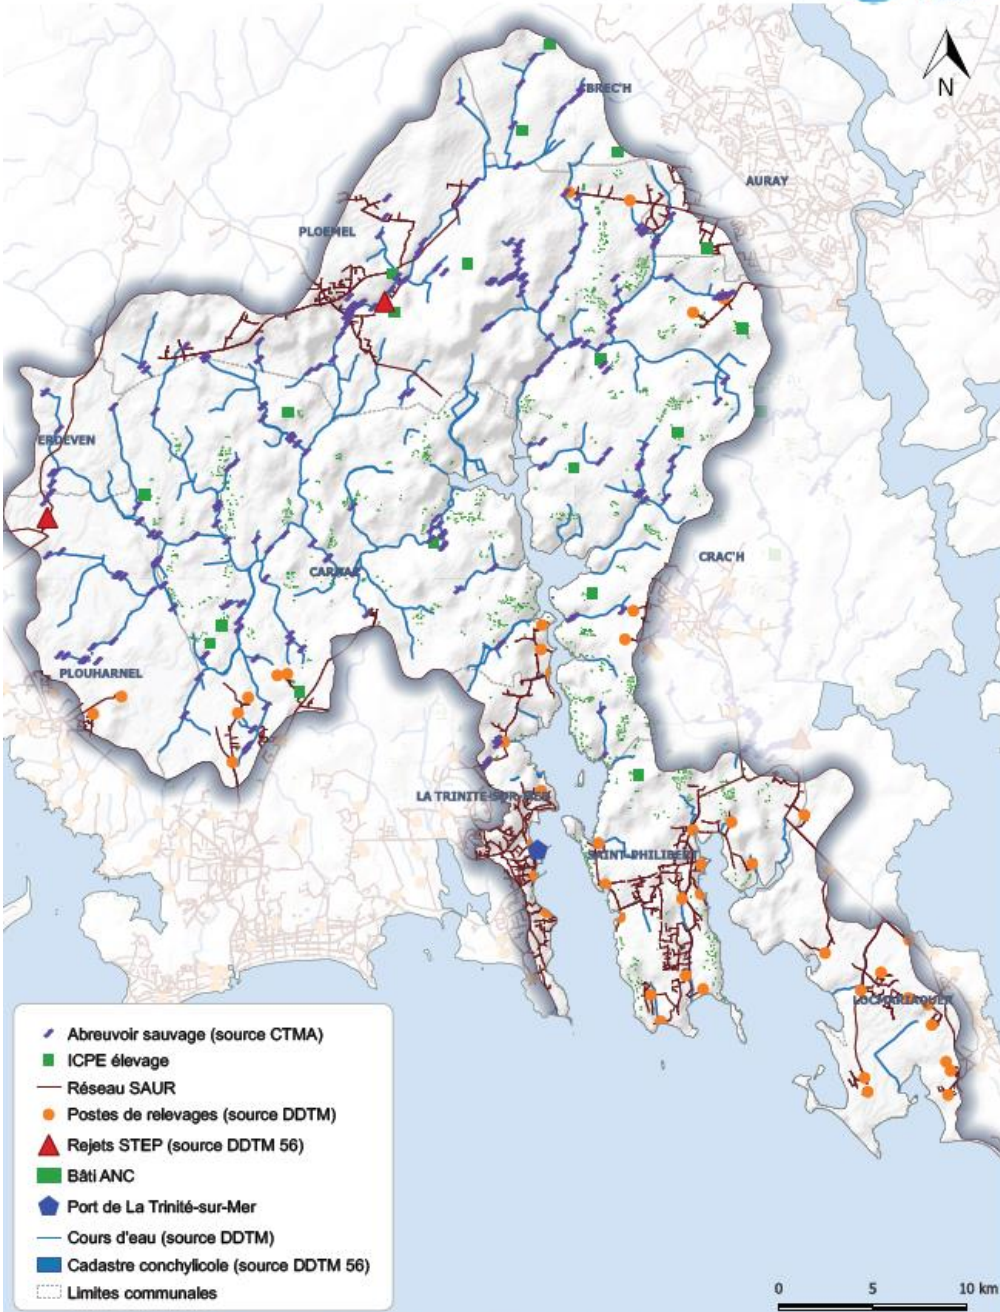 N
BREC'H
AURAY
PLOEMEL
ERDEVEN
CRAC'H
CARNAC
PLOUHARNEL
LA TRINITE-SUR-MER
SAINT-PHILIBERT
LOCMARIAQUER
Abreuvoir sauvage (source CTMA)
ICPE élevage
Réseau SAUR
Postes de relevages (source DDTM)
Rejets STEP (source DDTM 56)
Bâti ANC
Port de La Trinité-sur-Mer
Cours d'eau (source DDTM)
Cadastre conchylicole (source DDTM 56)
Limites communales
0 5 10 km